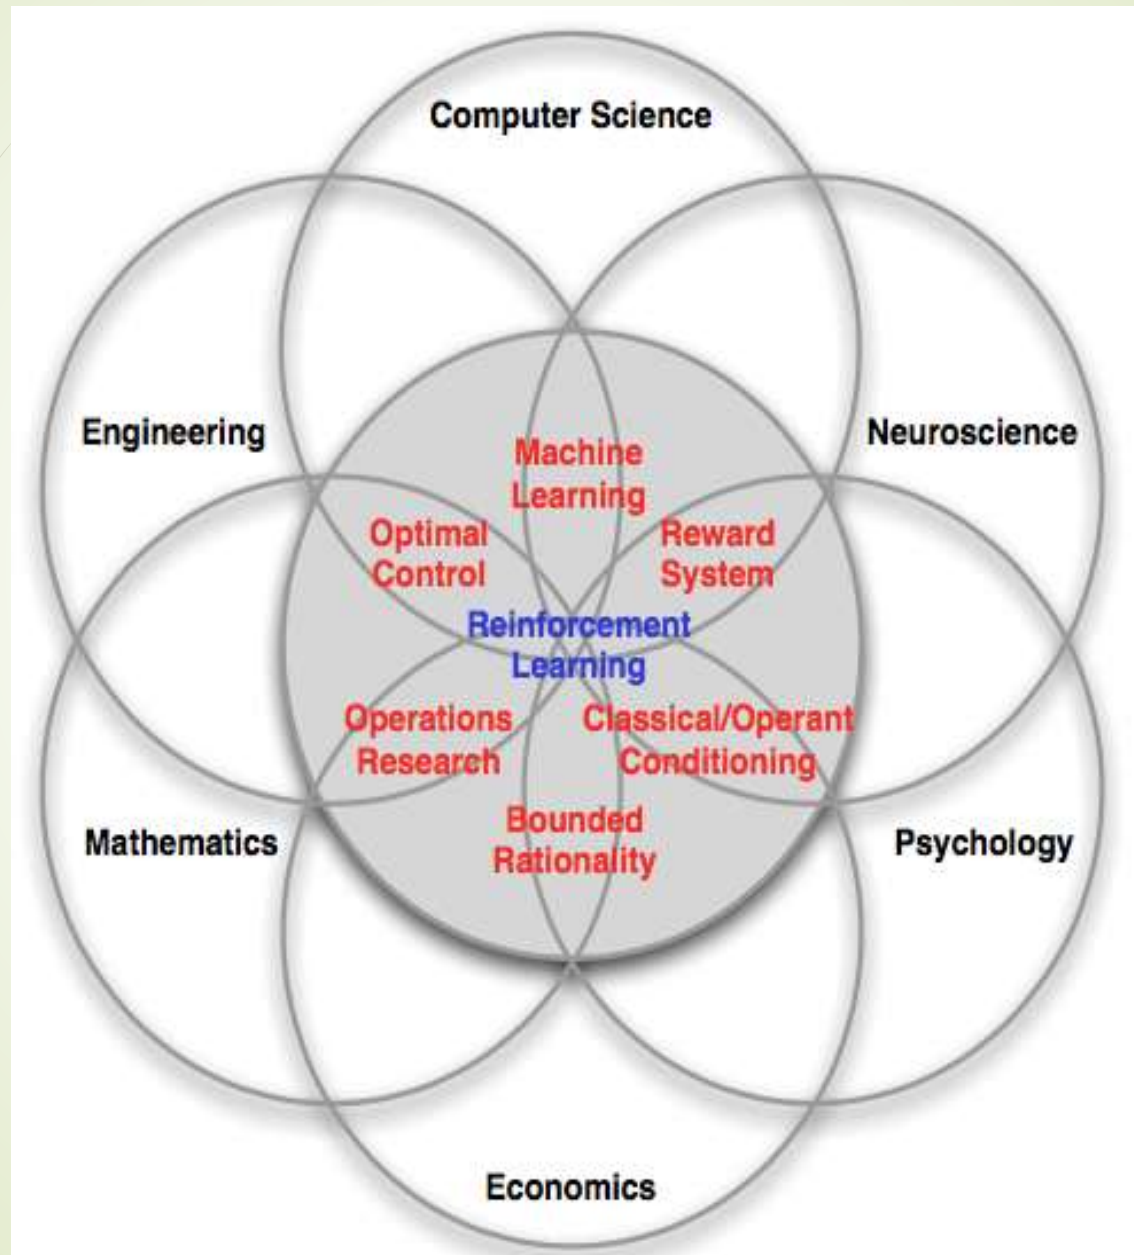 Computer Science
Engineering
Neuroscience
Machine
Learning
Optimal
Control
Reward
System
Reinforcement
Learning
Operations
Research
Classical/Operant
Conditioning
Bounded
Rationality
Mathematics
Psychology
Economics